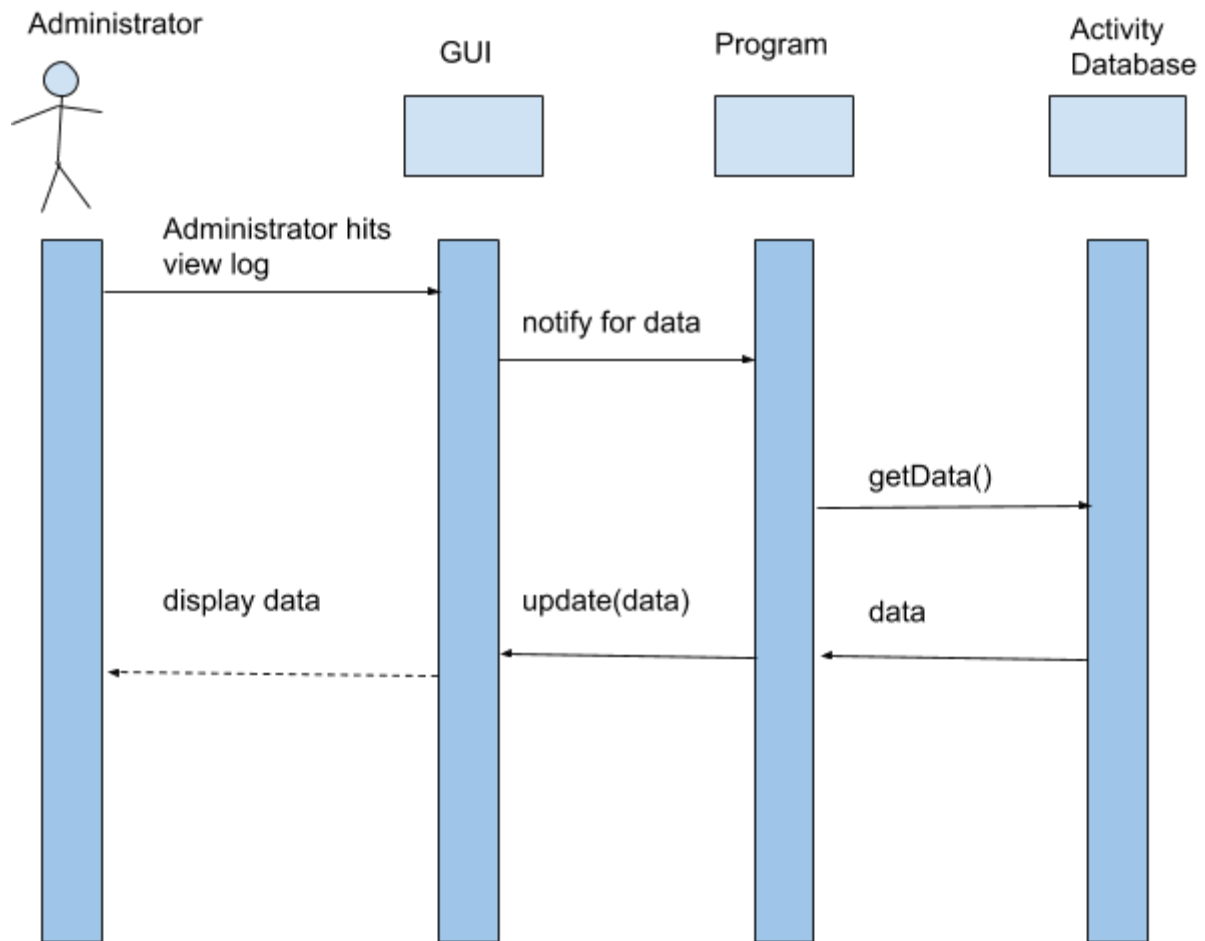 Administrator
GUI
Program
Activity
Database
Administrator hits
view log
notify for data
getData()
display data
update(data)
data